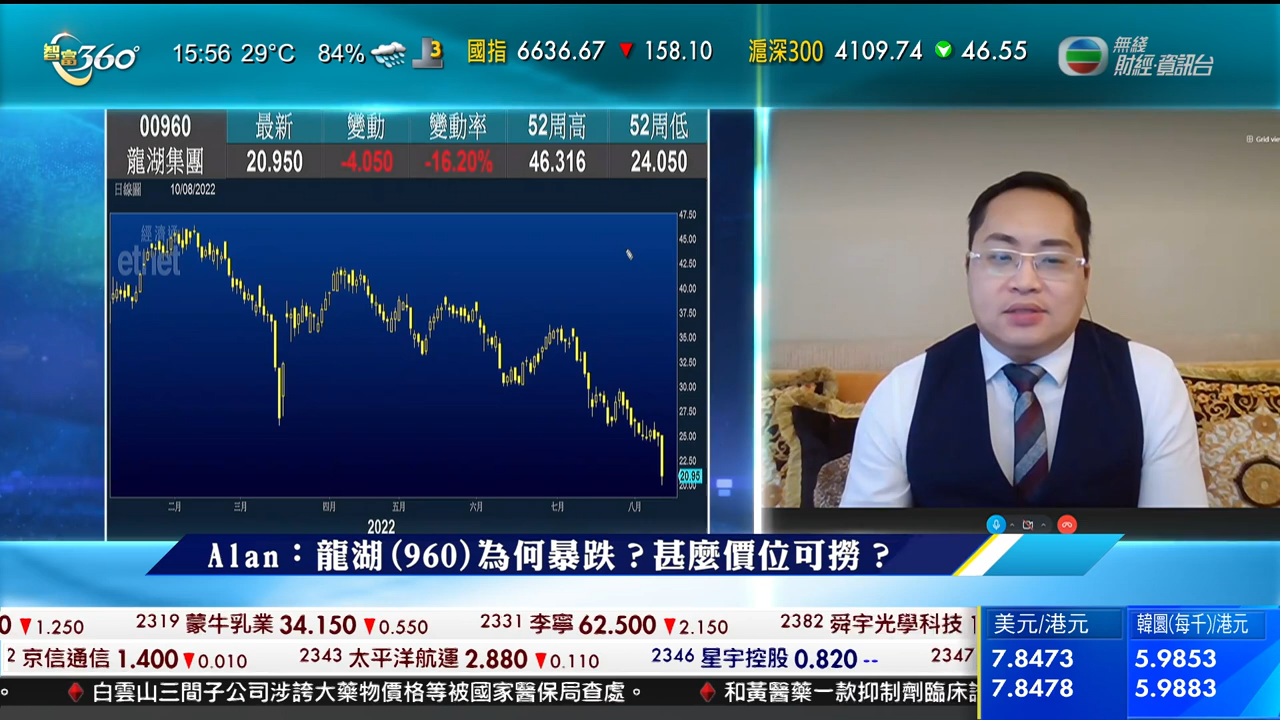 智富360°
15:56 29°C 84% 3 國指 6636.67 ▼ 158.10 滬深300 4109.74 46.55
無綫
財經·資訊台
00960 最新 變動 變動率 52周高 52周低
龍湖集團 20.950 -4.050 -16.20% 46.316 24.050
日線圖 10/08/2022
經濟通
etnet
47.50
45.00
42.50
40.00
37.50
35.00
32.50
30.00
27.50
25.00
22.50
20.95
20.00
二月 三月 四月 五月 六月 七月 八月
2022
Grid vie
Alan：龍湖(960)為何暴跌？甚麼價位可撈？
0 ▼1.250 2319 蒙牛乳業 34.150 ▼0.550 2331 李寧 62.500 ▼2.150 2382 舜宇光學科技 1
2 京信通信 1.400 ▼0.010 2343 太平洋航運 2.880 ▼0.110 2346 星宇控股 0.820 -- 2347
。 ◆ 白雲山三間子公司涉誇大藥物價格等被國家醫保局查處。 ◆ 和黃醫藥一款抑制劑臨床
美元/港元
7.8473
7.8478
韓圜(每千)/港元
5.9853
5.9883